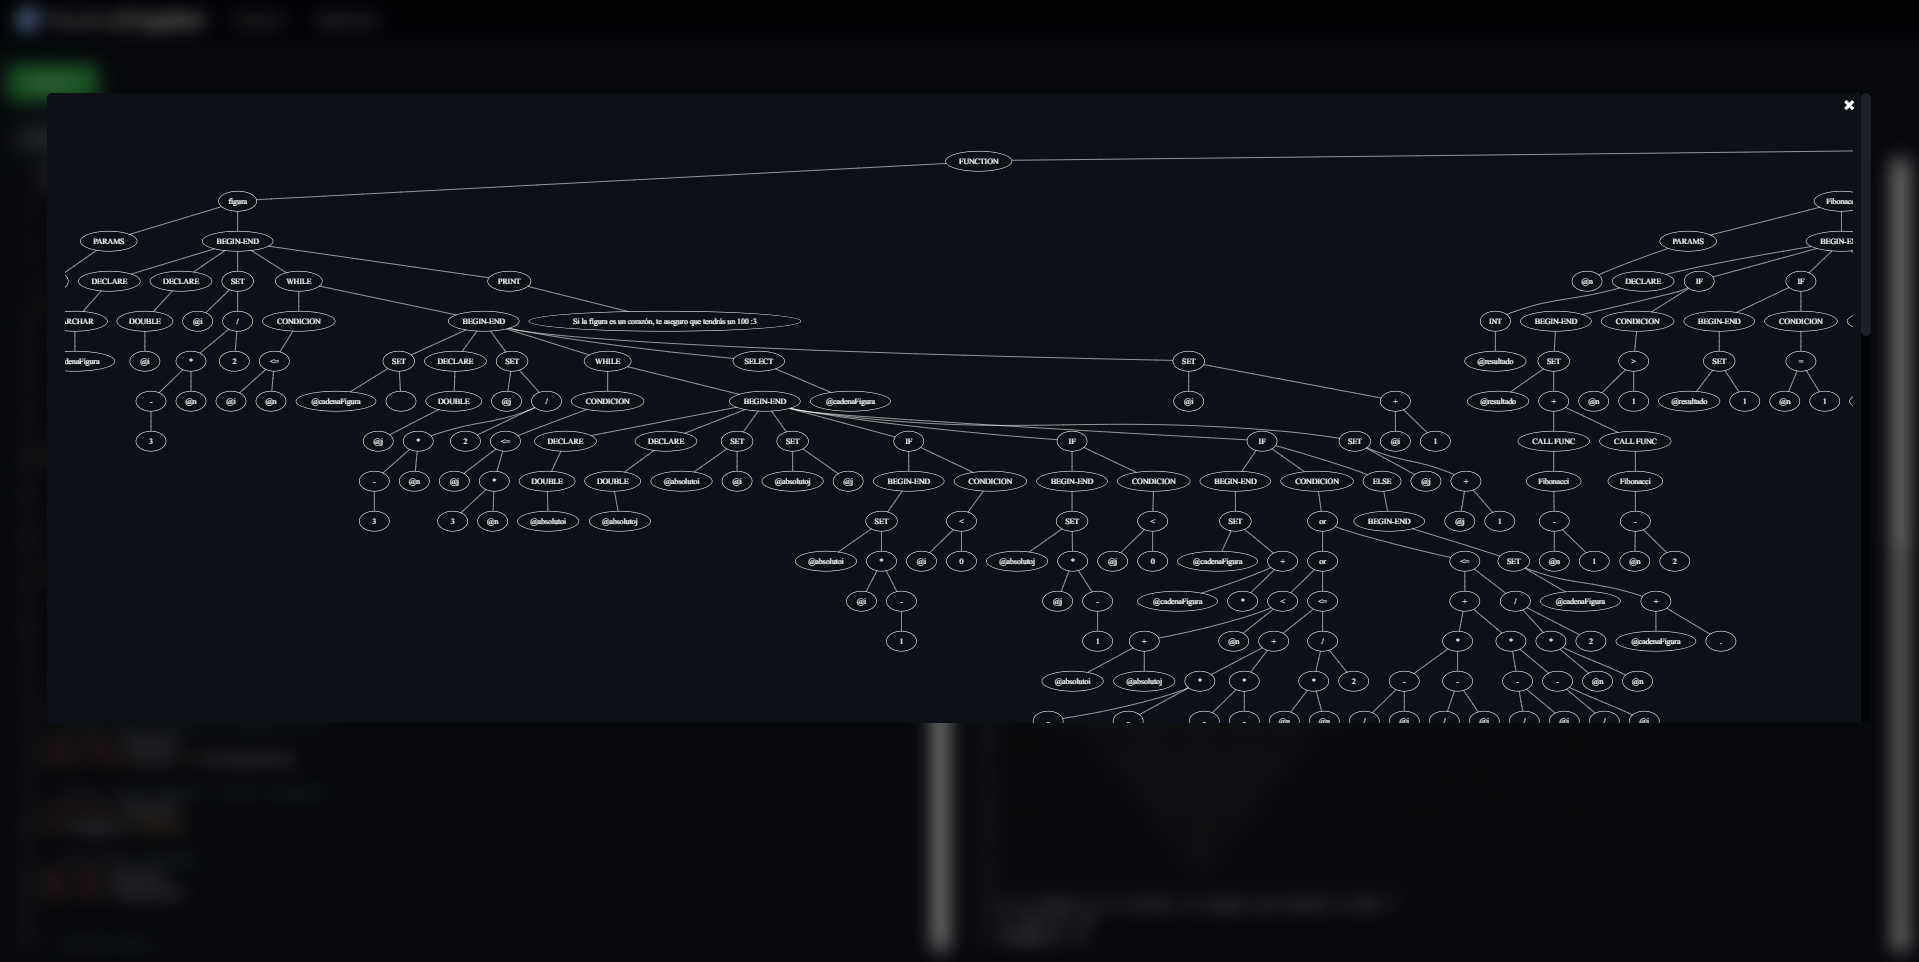 ✖
FUNCTION
figura
PARAMS BEGIN-END PARAMS
DECLARE DECLARE SET WHILE PRINT @n DECLARE IF IF
DOUBLE @i / CONDICION BEGIN-END Si la figura es un corazón, te aseguro que tendrás un 100 :3 INT BEGIN-END CONDICION BEGIN-END CONDICION
@i * 2 <= SET DECLARE SET WHILE SELECT SET @resultado SET > SET =
- @n @i @n @cadenaFigura DOUBLE @j / CONDICION BEGIN-END @cadenaFigura @i + @resultado + @n 1 @resultado 1 @n 1
3 @j * 2 <= DECLARE DECLARE SET SET IF IF IF SET @i 1 CALL FUNC CALL FUNC
- @n @j * DOUBLE DOUBLE @absolutoi @i @absolutoj @j BEGIN-END CONDICION BEGIN-END CONDICION BEGIN-END CONDICION ELSE @j + Fibonacci Fibonacci
3 3 @n @absolutoi @absolutoj SET < SET < SET or BEGIN-END @j 1 - -
@absolutoi * @i 0 @absolutoj * @j 0 @cadenaFigura + or <= SET @n 1 @n 2
@i - @j - @cadenaFigura * < <= + / @cadenaFigura +
1 1 + @n + / * * * 2 @cadenaFigura .
@absolutoi @absolutoj * * * 2 - - - - @n @n